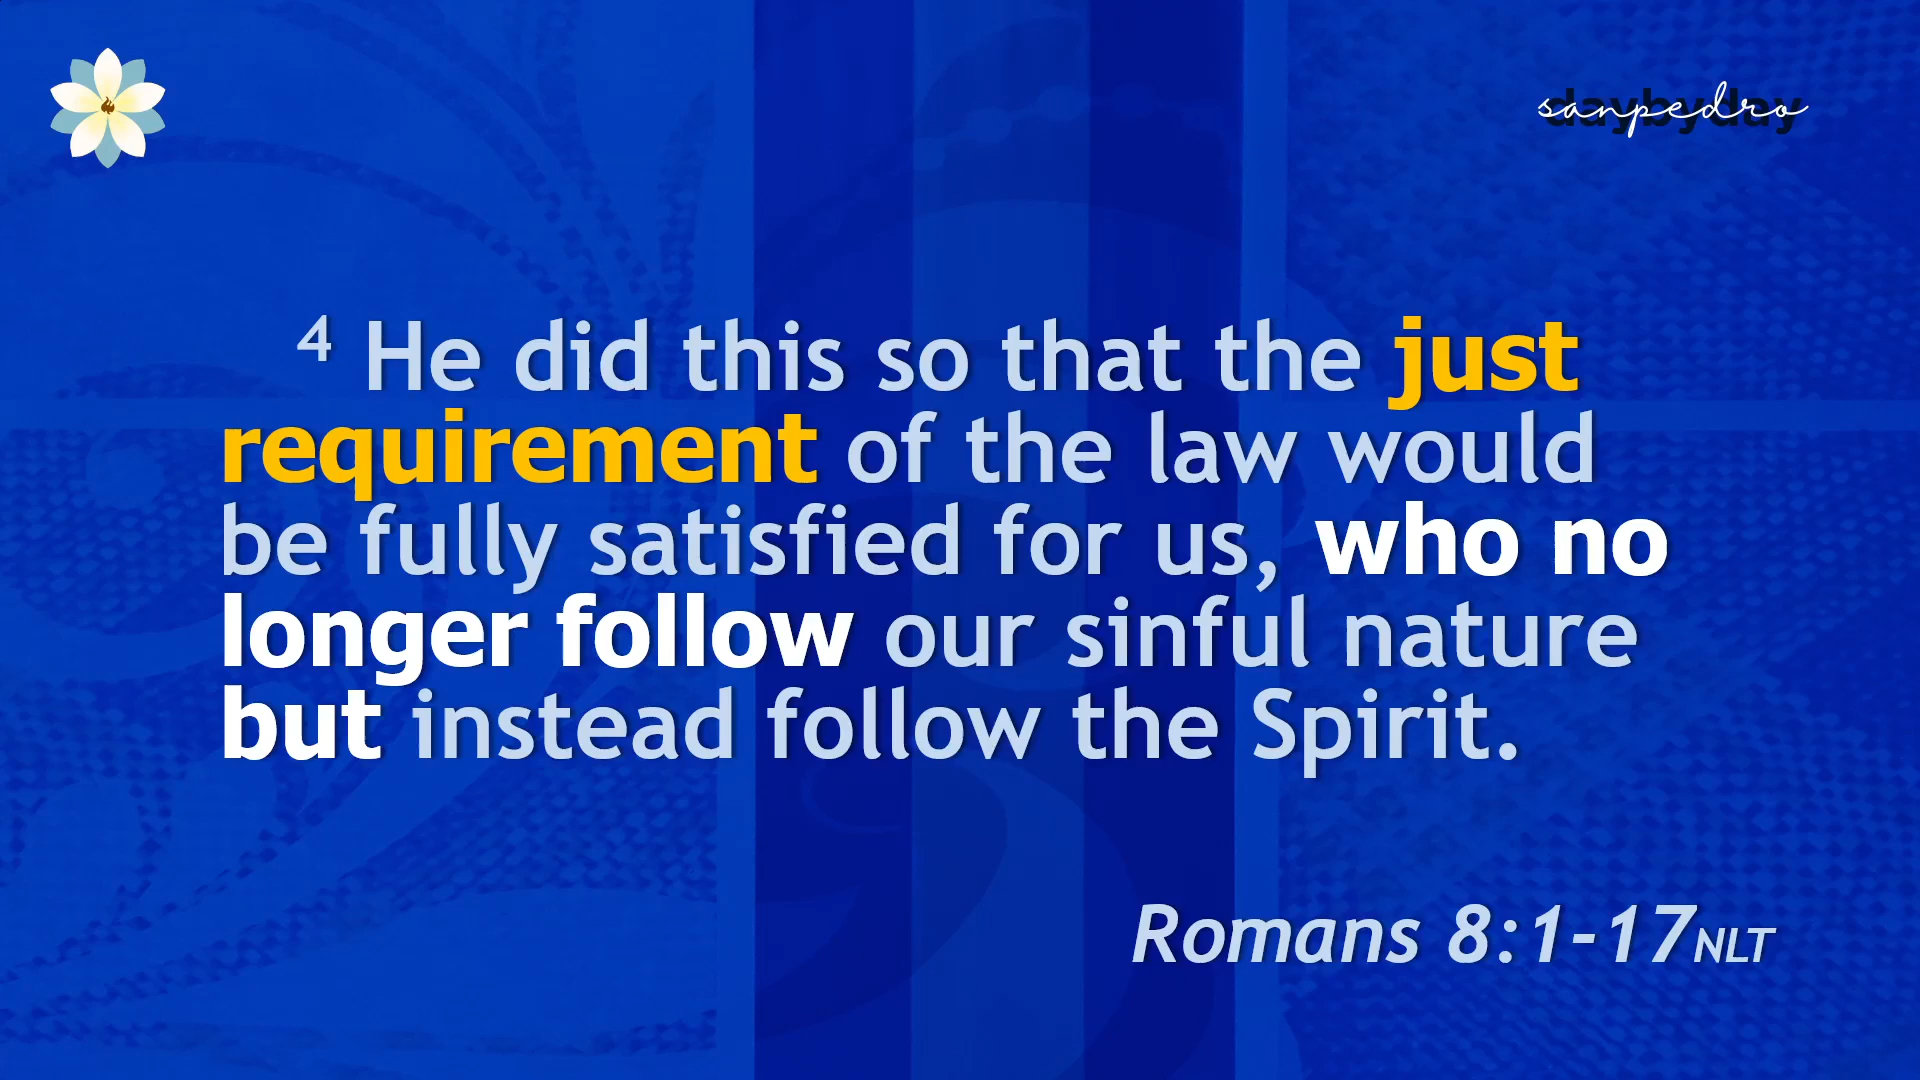 daybyday
sanpedro
4 He did this so that the just
requirement of the law would
be fully satisfied for us, who no
longer follow our sinful nature
but instead follow the Spirit.
Romans 8:1-17NLT